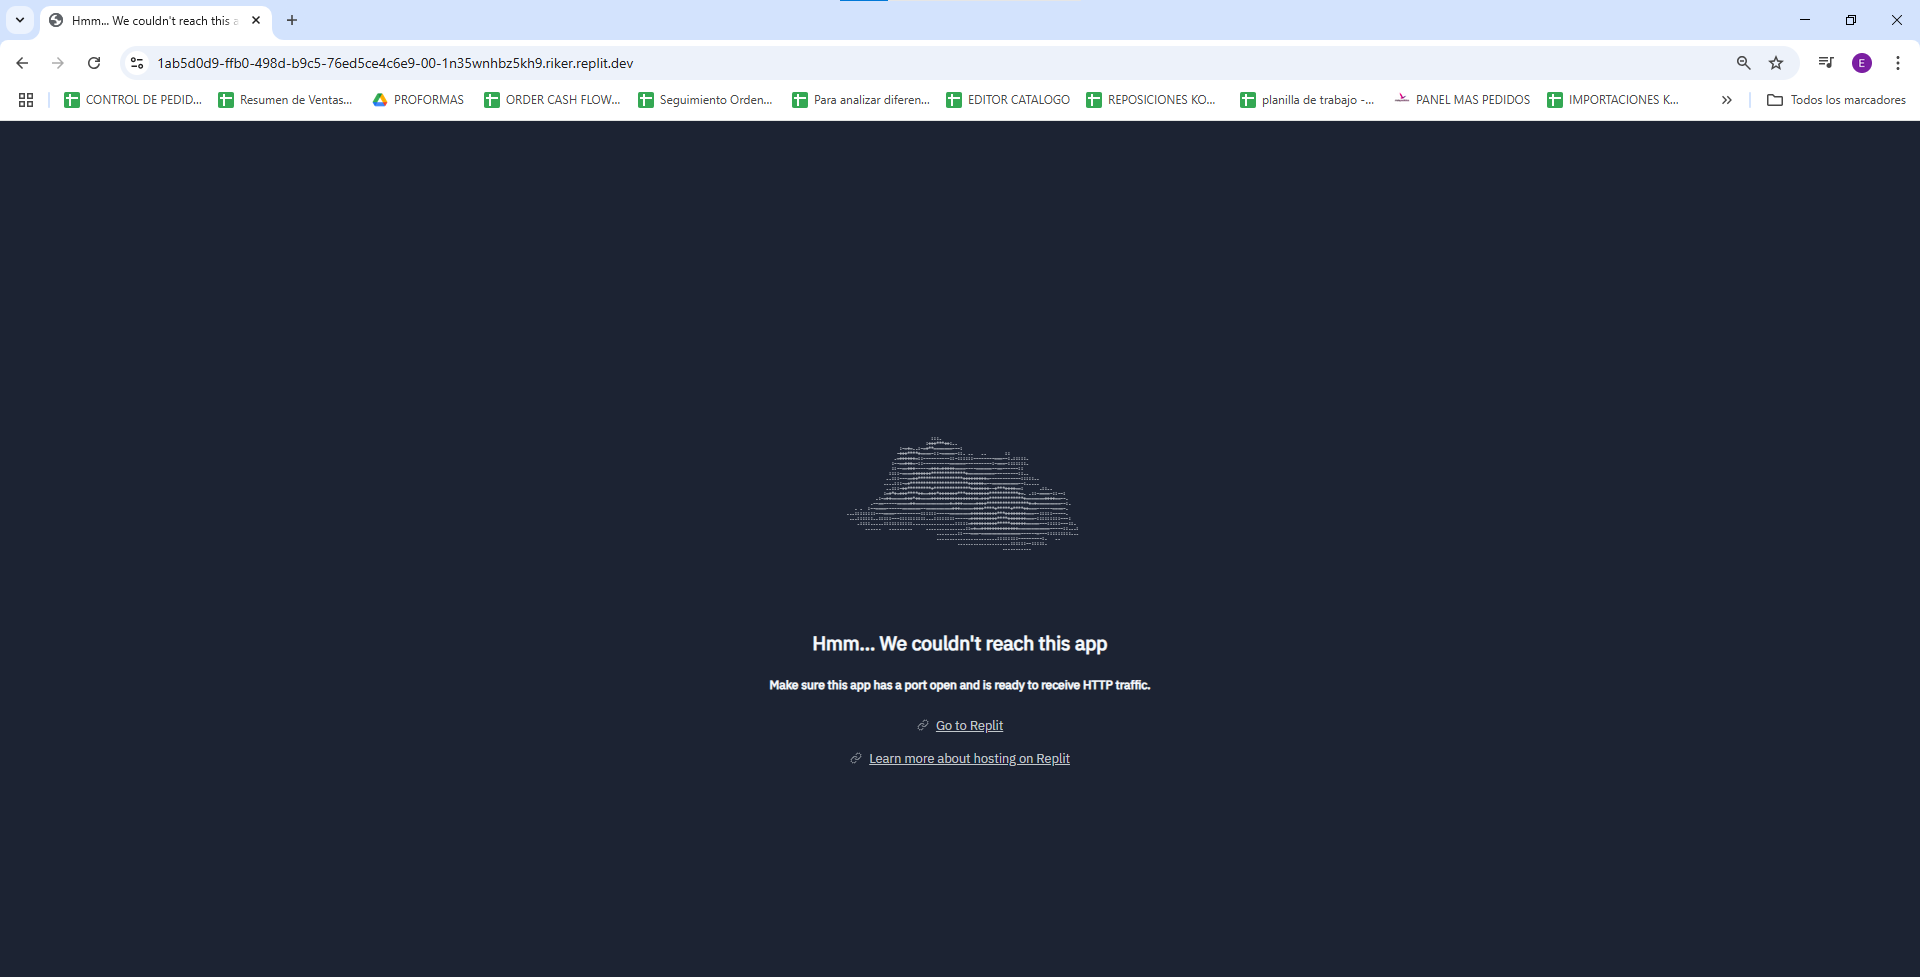 Hmm... We couldn't reach this a
1ab5d0d9-ffb0-498d-b9c5-76ed5ce4c6e9-00-1n35wnhbz5kh9.riker.replit.dev
E
CONTROL DE PEDID...
Resumen de Ventas...
PROFORMAS
ORDER CASH FLOW...
Seguimiento Orden...
Para analizar diferen...
EDITOR CATALOGO
REPOSICIONES KO...
planilla de trabajo -...
PANEL MAS PEDIDOS
IMPORTACIONES K...
Todos los marcadores
Hmm... We couldn't reach this app
Make sure this app has a port open and is ready to receive HTTP traffic.
Go to Replit
Learn more about hosting on Replit